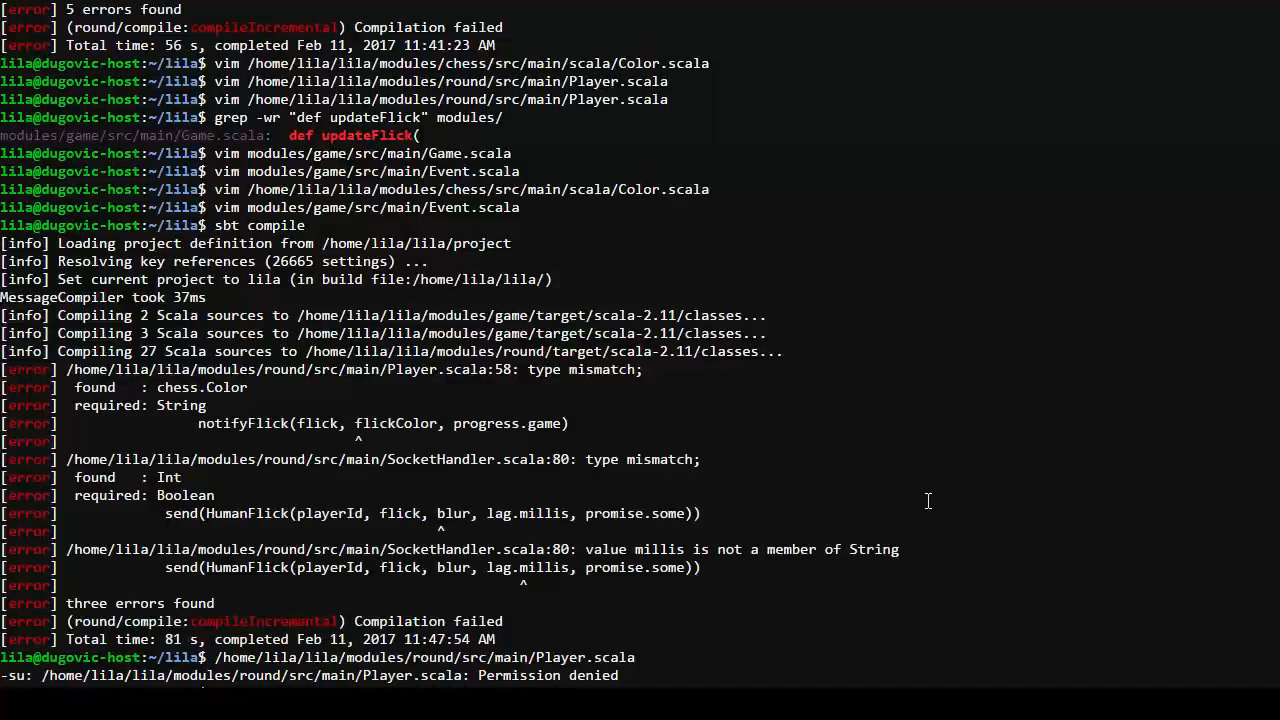 [error] 5 errors found
[error] (round/compile:compileIncremental) Compilation failed
[error] Total time: 56 s, completed Feb 11, 2017 11:41:23 AM
lila@dugovic-host:~/lila$ vim /home/lila/lila/modules/chess/src/main/scala/Color.scala
lila@dugovic-host:~/lila$ vim /home/lila/lila/modules/round/src/main/Player.scala
lila@dugovic-host:~/lila$ vim /home/lila/lila/modules/round/src/main/Player.scala
lila@dugovic-host:~/lila$ grep -wr "def updateFlick" modules/
modules/game/src/main/Game.scala:  def updateFlick(
lila@dugovic-host:~/lila$ vim modules/game/src/main/Game.scala
lila@dugovic-host:~/lila$ vim modules/game/src/main/Event.scala
lila@dugovic-host:~/lila$ vim /home/lila/lila/modules/chess/src/main/scala/Color.scala
lila@dugovic-host:~/lila$ vim modules/game/src/main/Event.scala
lila@dugovic-host:~/lila$ sbt compile
[info] Loading project definition from /home/lila/lila/project
[info] Resolving key references (26665 settings) ...
[info] Set current project to lila (in build file:/home/lila/lila/)
MessageCompiler took 37ms
[info] Compiling 2 Scala sources to /home/lila/lila/modules/game/target/scala-2.11/classes...
[info] Compiling 3 Scala sources to /home/lila/lila/modules/game/target/scala-2.11/classes...
[info] Compiling 27 Scala sources to /home/lila/lila/modules/round/target/scala-2.11/classes...
[error] /home/lila/lila/modules/round/src/main/Player.scala:58: type mismatch;
[error]  found   : chess.Color
[error]  required: String
[error]                 notifyFlick(flick, flickColor, progress.game)
[error]                                    ^
[error] /home/lila/lila/modules/round/src/main/SocketHandler.scala:80: type mismatch;
[error]  found   : Int
[error]  required: Boolean
[error]             send(HumanFlick(playerId, flick, blur, lag.millis, promise.some))
[error]                                              ^
[error] /home/lila/lila/modules/round/src/main/SocketHandler.scala:80: value millis is not a member of String
[error]             send(HumanFlick(playerId, flick, blur, lag.millis, promise.some))
[error]                                                        ^
[error] three errors found
[error] (round/compile:compileIncremental) Compilation failed
[error] Total time: 81 s, completed Feb 11, 2017 11:47:54 AM
lila@dugovic-host:~/lila$ /home/lila/lila/modules/round/src/main/Player.scala
-su: /home/lila/lila/modules/round/src/main/Player.scala: Permission denied